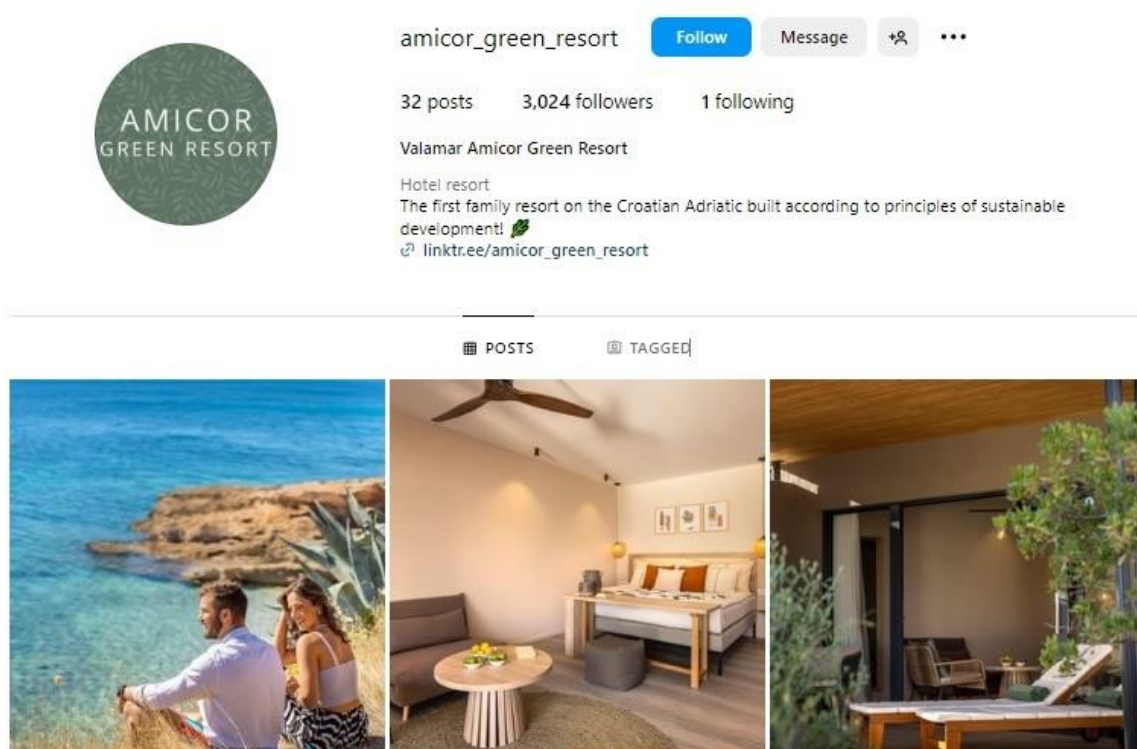 AMICOR
GREEN RESORT
amicor_green_resort
Follow
Message
32 posts
3,024 followers
1 following
Valamar Amicor Green Resort
Hotel resort
The first family resort on the Croatian Adriatic built according to principles of sustainable
development!
linktr.ee/amicor_green_resort
POSTS
TAGGED